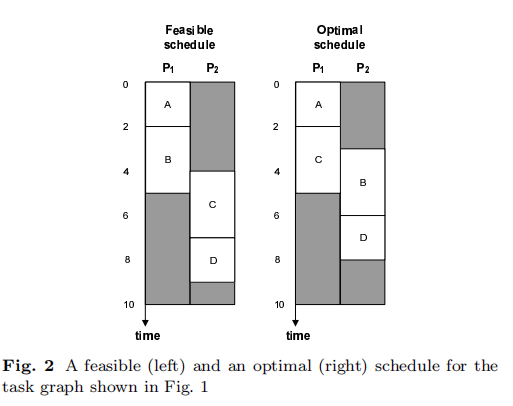 Feasible schedule
Optimal schedule
P1 P2
P1 P2
0
2
4
6
8
10
A
B
C
D
time
0
2
4
6
8
10
A
C
B
D
time
Fig. 2 A feasible (left) and an optimal (right) schedule for the
task graph shown in Fig. 1